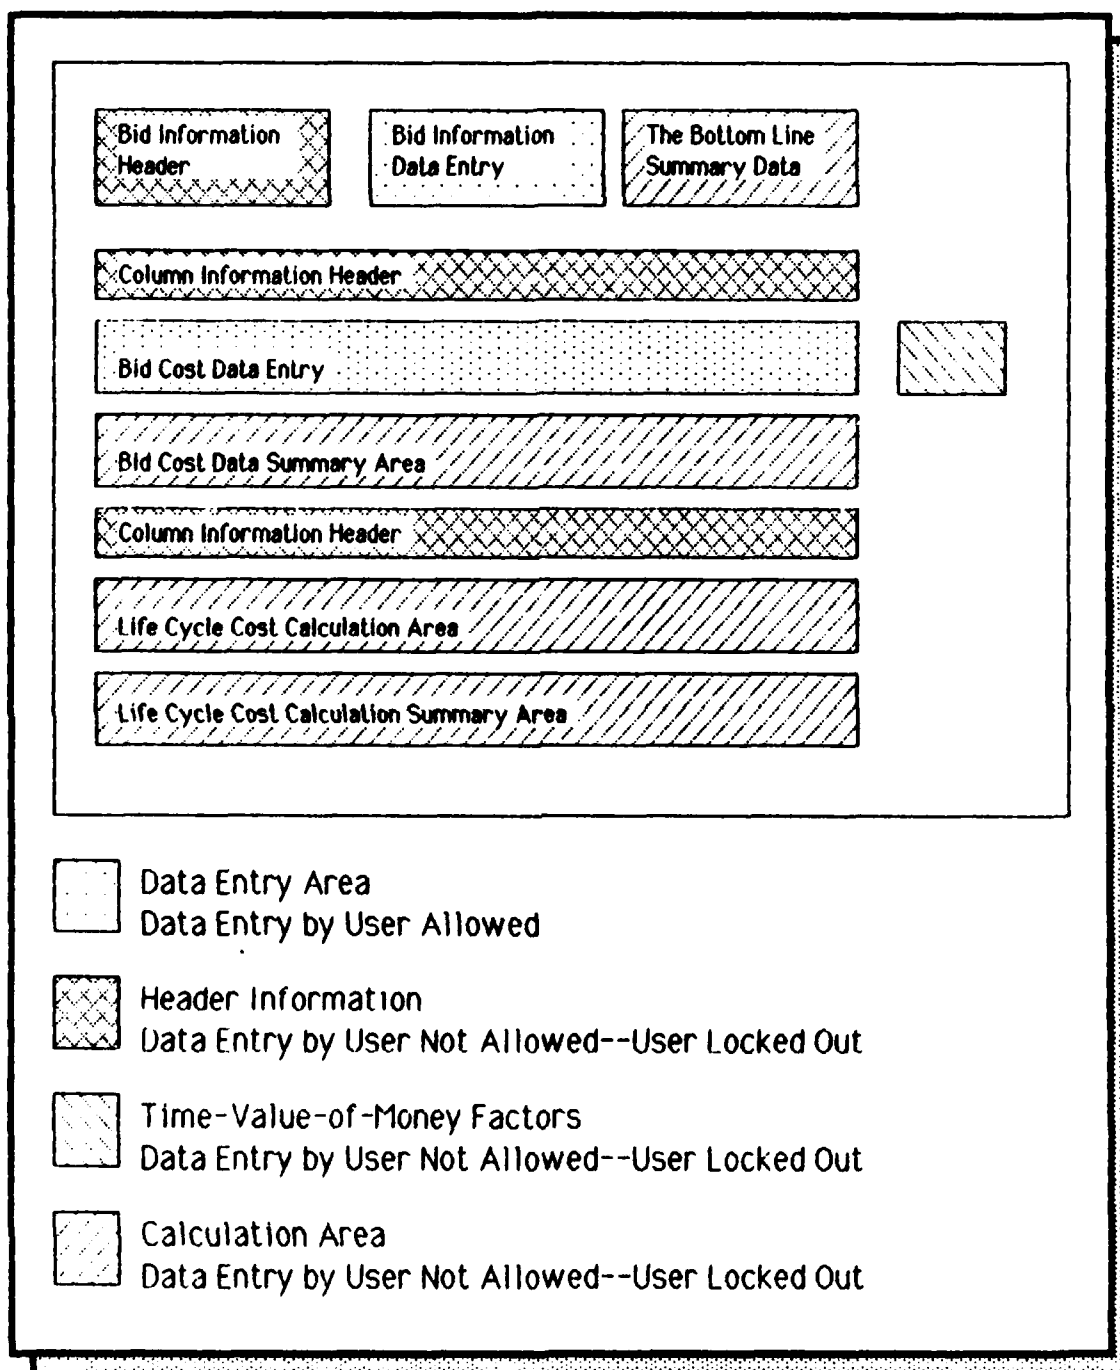 Bid Information
Header
Bid Information
Data Entry
The Bottom Line
Summary Data
Column Information Header
Bid Cost Data Entry
Bid Cost Data Summary Area
Column Information Header
Life Cycle Cost Calculation Area
Life Cycle Cost Calculation Summary Area
Data Entry Area
Data Entry by User Allowed
Header Information
Data Entry by User Not Allowed--User Locked Out
Time-Value-of-Money Factors
Data Entry by User Not Allowed--User Locked Out
Calculation Area
Data Entry by User Not Allowed--User Locked Out